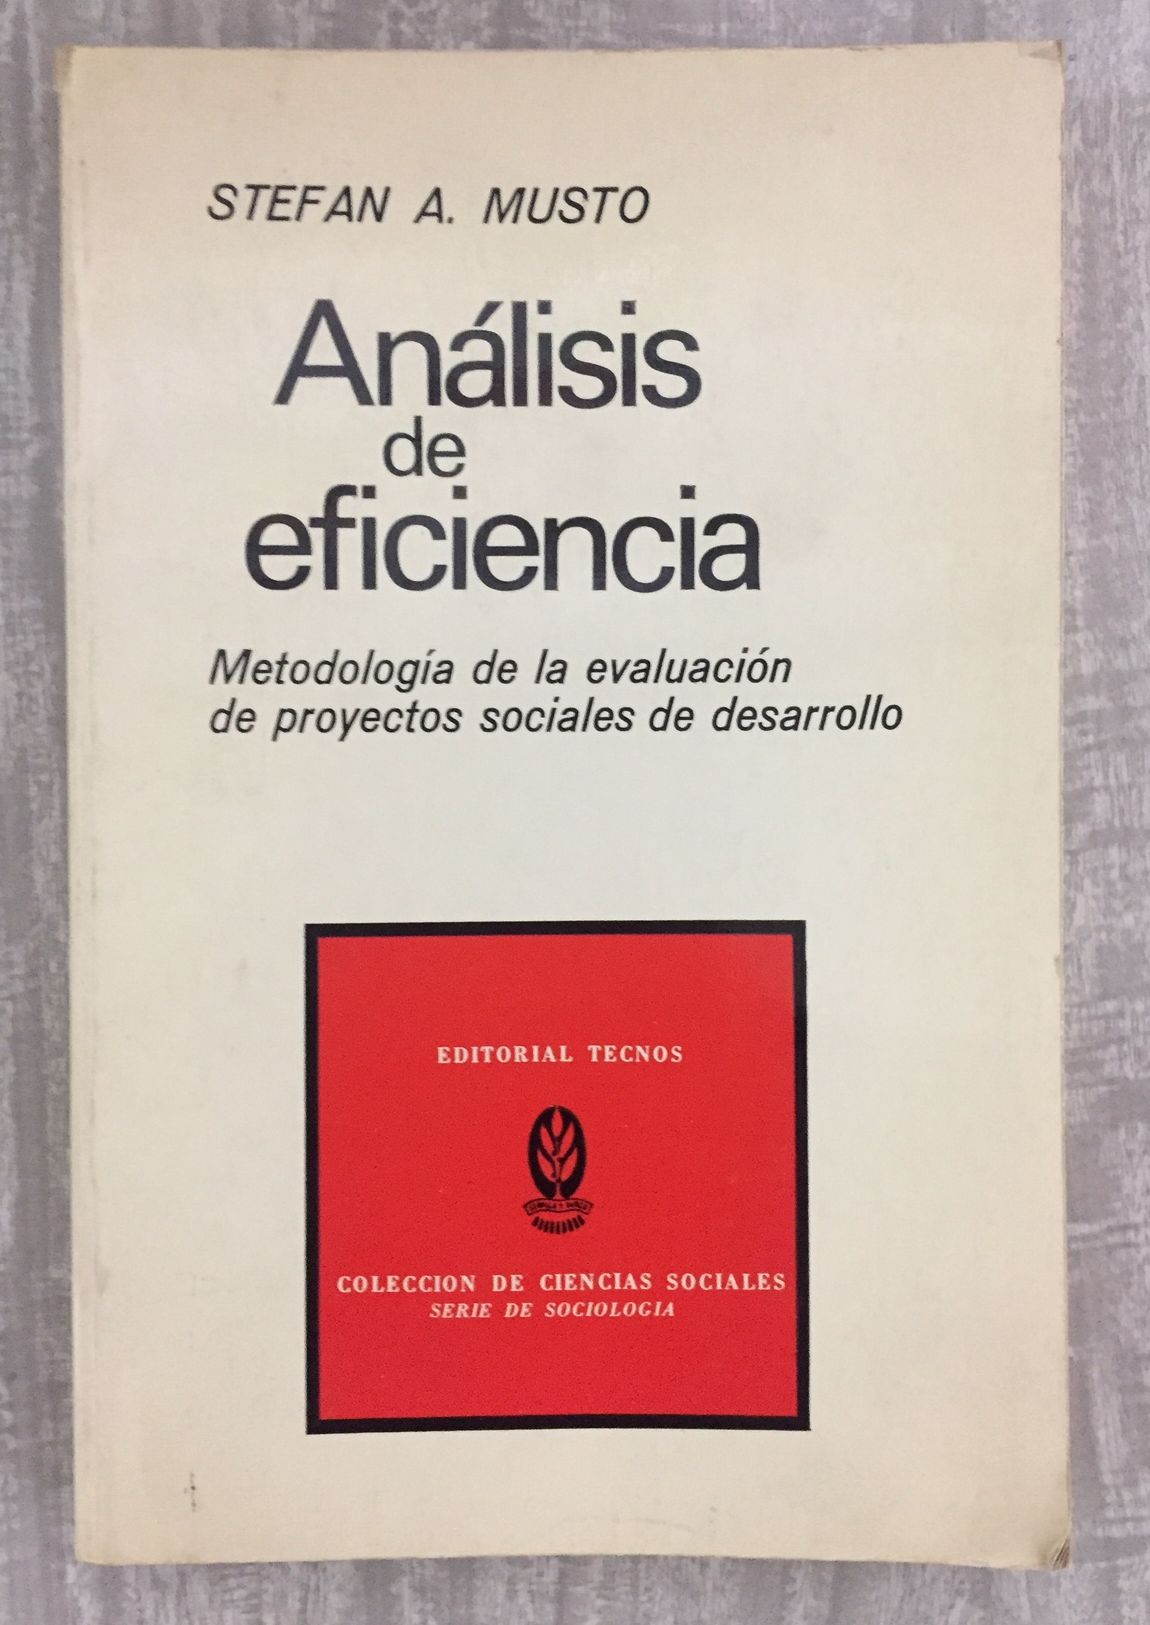 STEFAN A. MUSTO
Análisis
de
eficiencia
Metodología de la evaluación
de proyectos sociales de desarrollo
EDITORIAL TECNOS
COLECCION DE CIENCIAS SOCIALES
SERIE DE SOCIOLOGIA